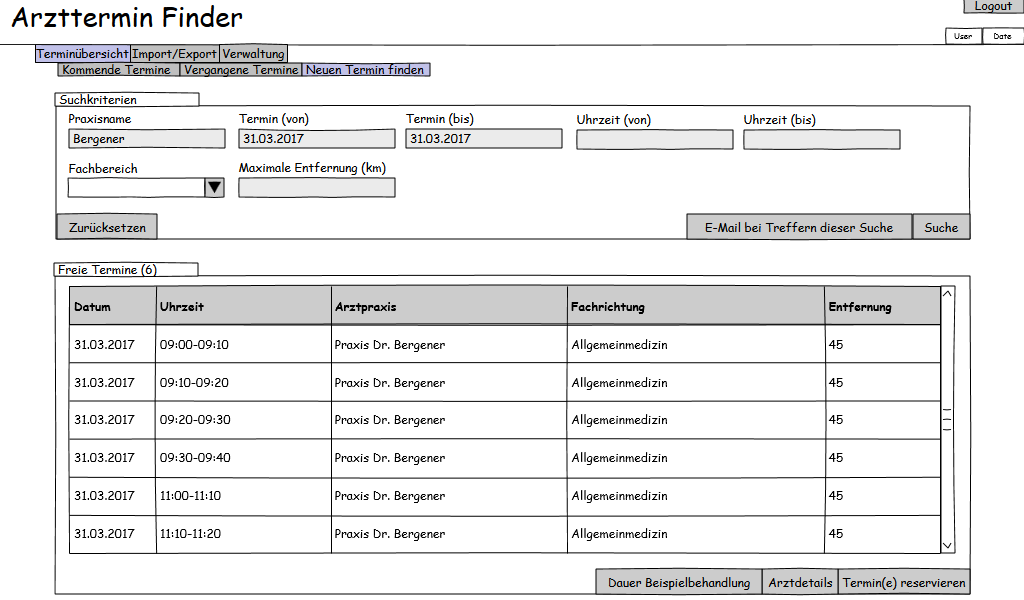 Logout
Arzttermin Finder
User Date
Terminübersicht Import/Export Verwaltung
Kommende Termine Vergangene Termine Neuen Termin finden
Suchkriterien
Praxisname Termin (von) Termin (bis) Uhrzeit (von) Uhrzeit (bis)
Bergener 31.03.2017 31.03.2017
Fachbereich Maximale Entfernung (km)
Zurücksetzen E-Mail bei Treffern dieser Suche Suche
Freie Termine (6)
Datum Uhrzeit Arztpraxis Fachrichtung Entfernung
31.03.2017 09:00-09:10 Praxis Dr. Bergener Allgemeinmedizin 45
31.03.2017 09:10-09:20 Praxis Dr. Bergener Allgemeinmedizin 45
31.03.2017 09:20-09:30 Praxis Dr. Bergener Allgemeinmedizin 45
31.03.2017 09:30-09:40 Praxis Dr. Bergener Allgemeinmedizin 45
31.03.2017 11:00-11:10 Praxis Dr. Bergener Allgemeinmedizin 45
31.03.2017 11:10-11:20 Praxis Dr. Bergener Allgemeinmedizin 45
Dauer Beispielbehandlung Arztdetails Termin(e) reservieren